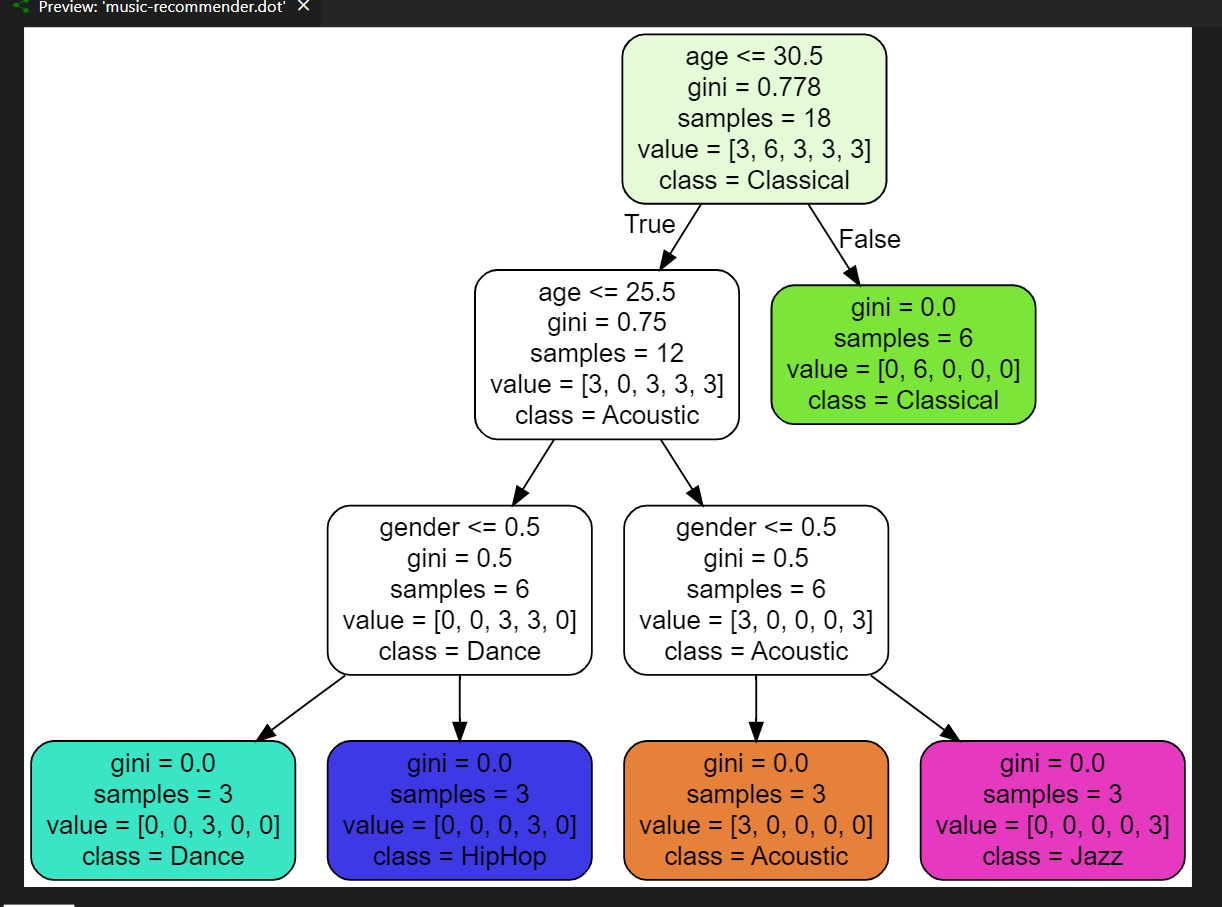 Preview: 'music-recommender.dot' ×
age <= 30.5
gini = 0.778
samples = 18
value = [3, 6, 3, 3, 3]
class = Classical
True
False
age <= 25.5
gini = 0.75
samples = 12
value = [3, 0, 3, 3, 3]
class = Acoustic
gini = 0.0
samples = 6
value = [0, 6, 0, 0, 0]
class = Classical
gender <= 0.5
gini = 0.5
samples = 6
value = [0, 0, 3, 3, 0]
class = Dance
gender <= 0.5
gini = 0.5
samples = 6
value = [3, 0, 0, 0, 3]
class = Acoustic
gini = 0.0
samples = 3
value = [0, 0, 3, 0, 0]
class = Dance
gini = 0.0
samples = 3
value = [0, 0, 0, 3, 0]
class = HipHop
gini = 0.0
samples = 3
value = [3, 0, 0, 0, 0]
class = Acoustic
gini = 0.0
samples = 3
value = [0, 0, 0, 0, 3]
class = Jazz